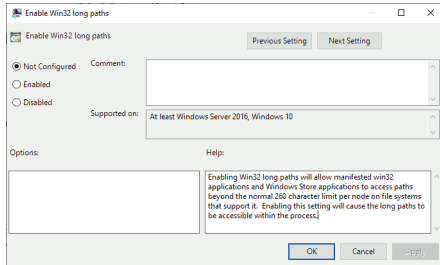 Enable Win32 long paths
Enable Win32 long paths
Previous Setting
Next Setting
Not Configured
Comment:
Enabled
Disabled
Supported on:
At least Windows Server 2016, Windows 10
Options:
Help:
Enabling Win32 long paths will allow manifested win32
applications and Windows Store applications to access paths
beyond the normal 260 character limit per node on file systems
that support it.  Enabling this setting will cause the long paths to
be accessible within the process.
OK
Cancel
Apply